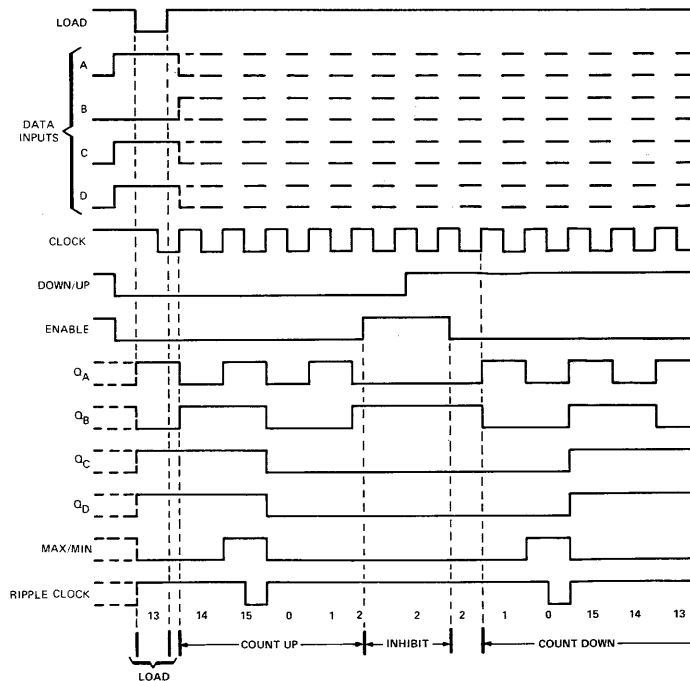 LOAD
A
B
DATA
INPUTS
C
D
CLOCK
DOWN/UP
ENABLE
QA
QB
QC
QD
MAX/MIN
RIPPLE CLOCK
13 14 15 0 1 2 2 2 1 0 15 14 13
COUNT UP INHIBIT COUNT DOWN
LOAD